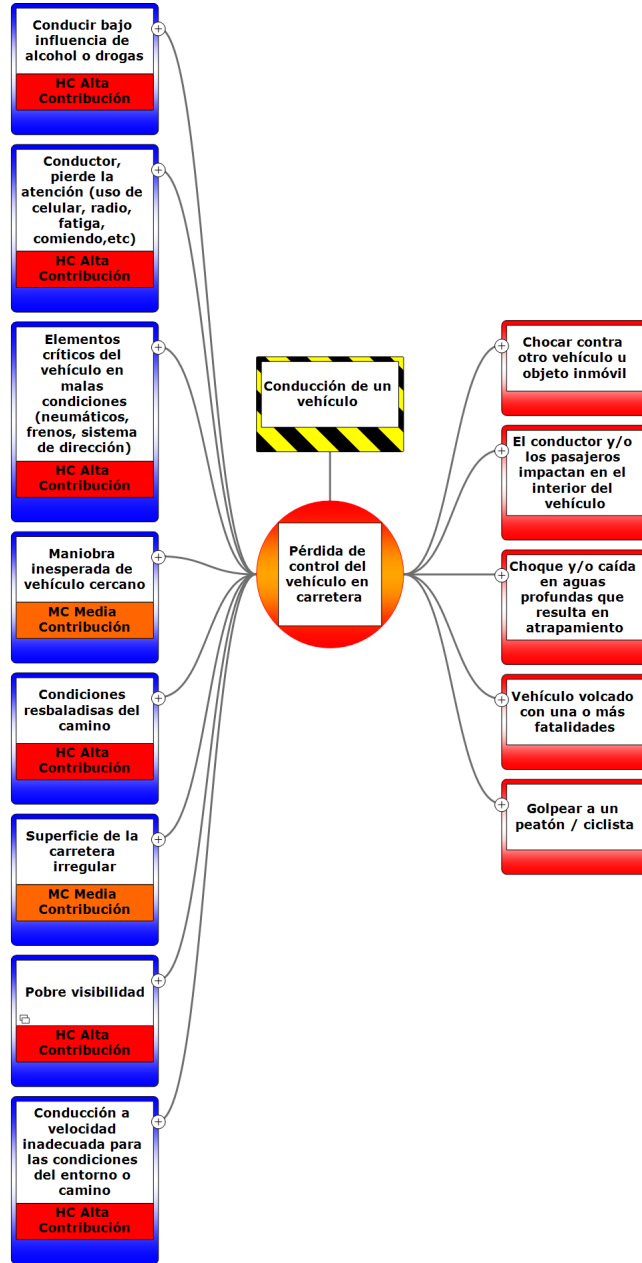 Conducir bajo
influencia de
alcohol o drogas
HC Alta
Contribución
Conductor,
pierde la
atención (uso de
celular, radio,
fatiga,
comiendo,etc)
HC Alta
Contribución
Elementos
críticos del
vehículo en
malas
condiciones
(neumáticos,
frenos, sistema
de dirección)
HC Alta
Contribución
Maniobra
inesperada de
vehículo cercano
MC Media
Contribución
Condiciones
resbaladisas del
camino
HC Alta
Contribución
Superficie de la
carretera
irregular
MC Media
Contribución
Pobre visibilidad
HC Alta
Contribución
Conducción a
velocidad
inadecuada para
las condiciones
del entorno o
camino
HC Alta
Contribución
Conducción de un
vehículo
Pérdida de
control del
vehículo en
carretera
Chocar contra
otro vehículo u
objeto inmóvil
El conductor y/o
los pasajeros
impactan en el
interior del
vehículo
Choque y/o caída
en aguas
profundas que
resulta en
atrapamiento
Vehículo volcado
con una o más
fatalidades
Golpear a un
peatón / ciclista